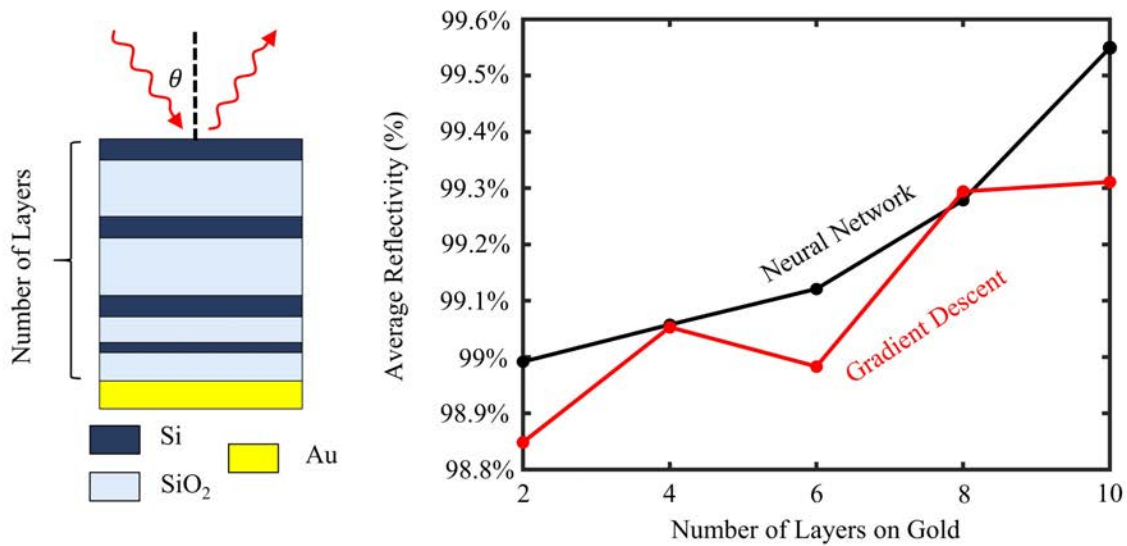 θ
Number of Layers
Si
SiO₂
Au
99.6%
99.5%
99.4%
99.3%
99.2%
99.1%
99%
98.9%
98.8%
Average Reflectivity (%)
Neural Network
Gradient Descent
2 4 6 8 10
Number of Layers on Gold